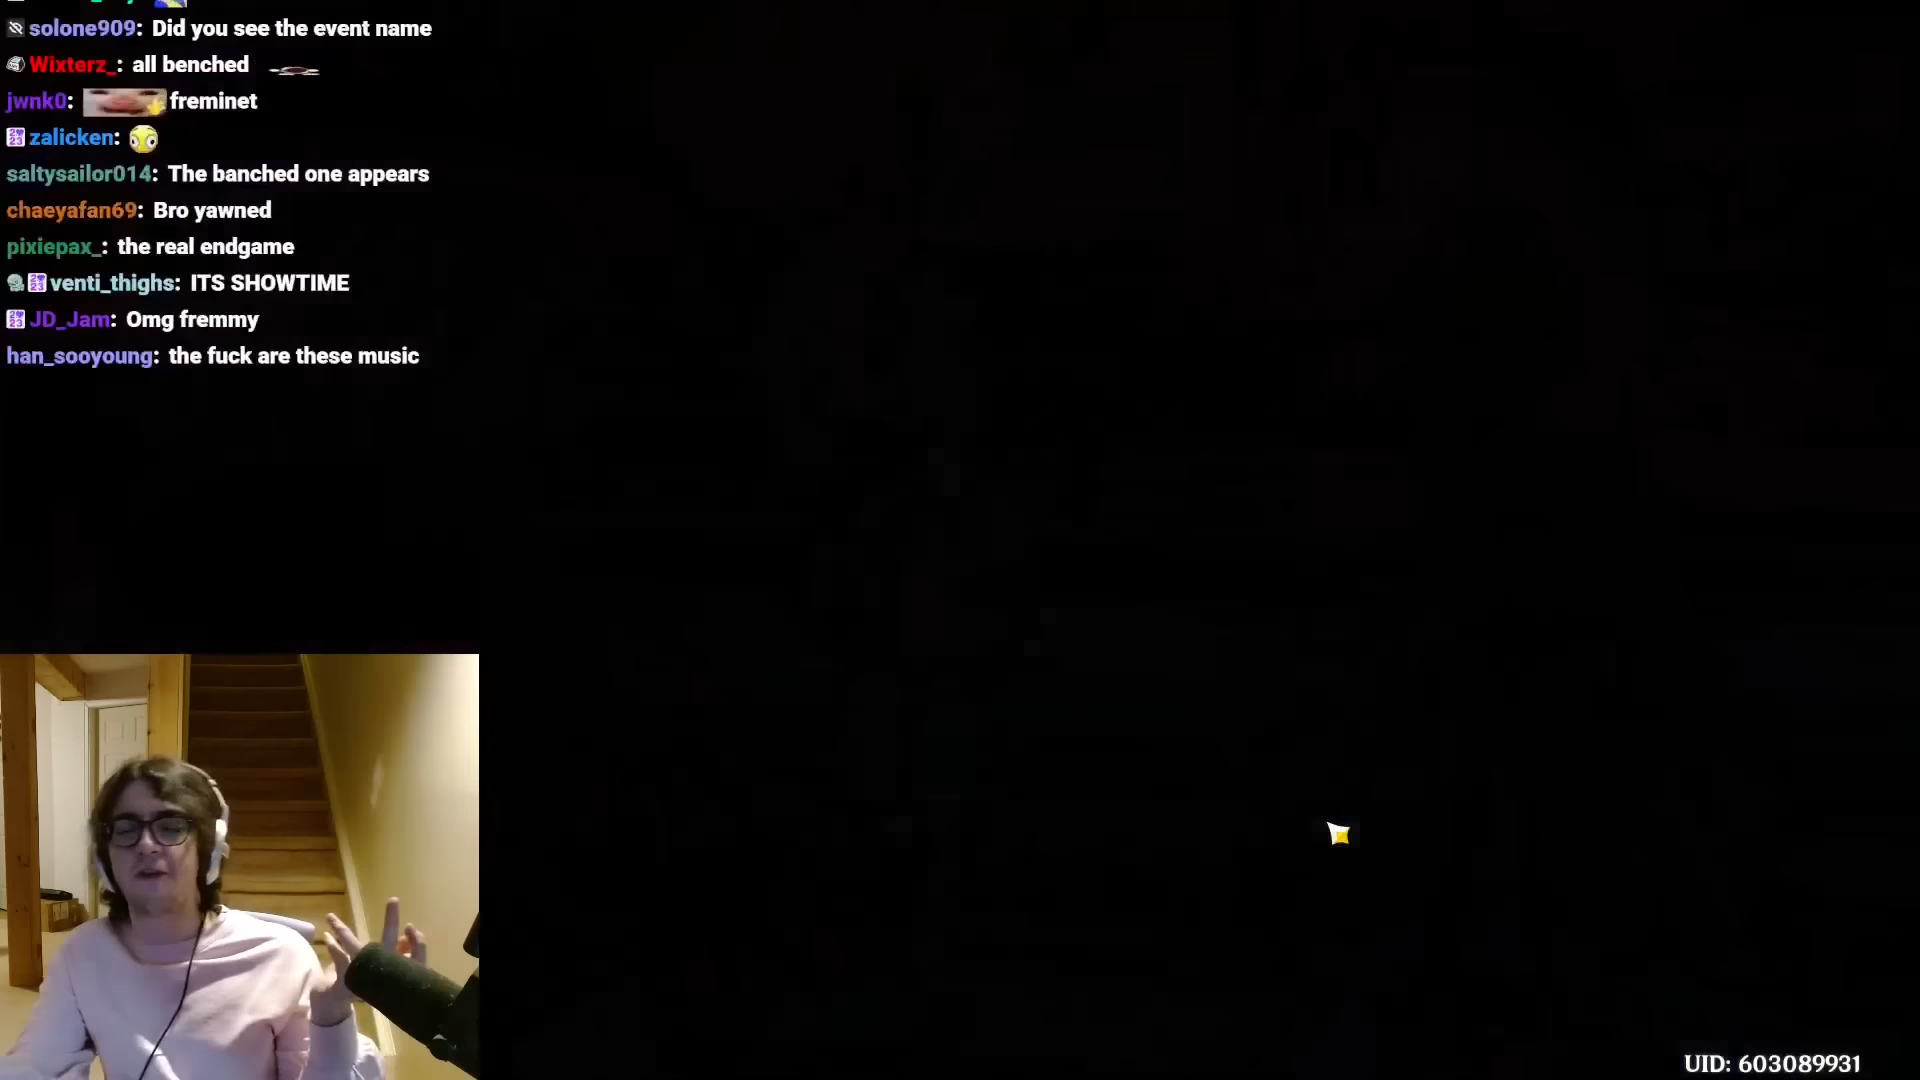 solone909: Did you see the event name
Wixterz_: all benched
jwnk0: freminet
zalicken:
saltysailor014: The banched one appears
chaeyafan69: Bro yawned
pixiepax_: the real endgame
venti_thighs: ITS SHOWTIME
JD_Jam: Omg fremmy
han_sooyoung: the fuck are these music
UID: 603089931